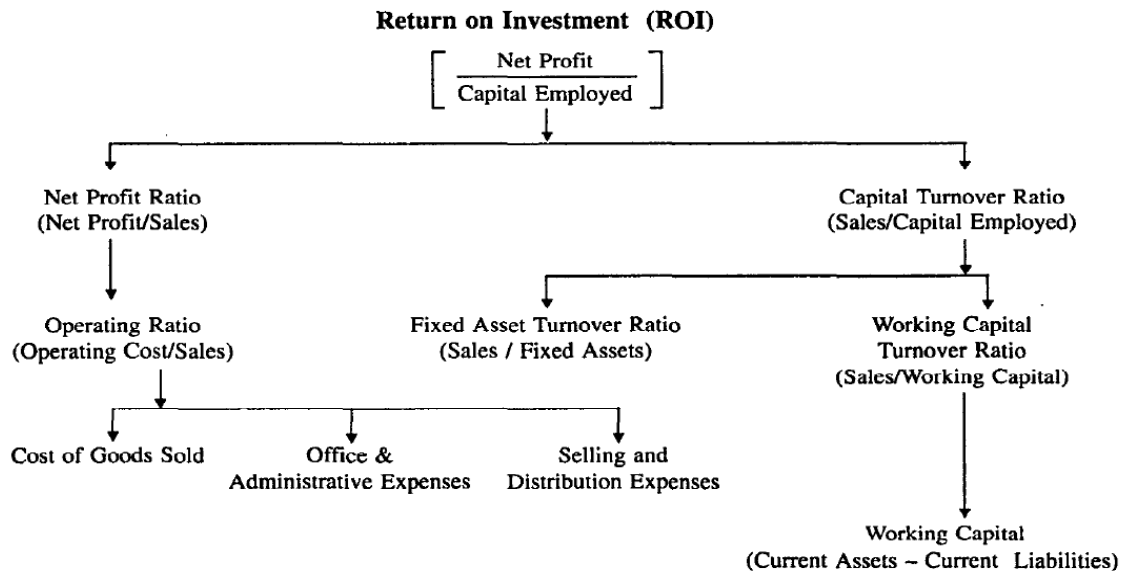 Return on Investment (ROI)
Net Profit
Capital Employed
Net Profit Ratio
(Net Profit/Sales)
Capital Turnover Ratio
(Sales/Capital Employed)
Operating Ratio
(Operating Cost/Sales)
Fixed Asset Turnover Ratio
(Sales / Fixed Assets)
Working Capital
Turnover Ratio
(Sales/Working Capital)
Cost of Goods Sold
Office &
Administrative Expenses
Selling and
Distribution Expenses
Working Capital
(Current Assets – Current Liabilities)